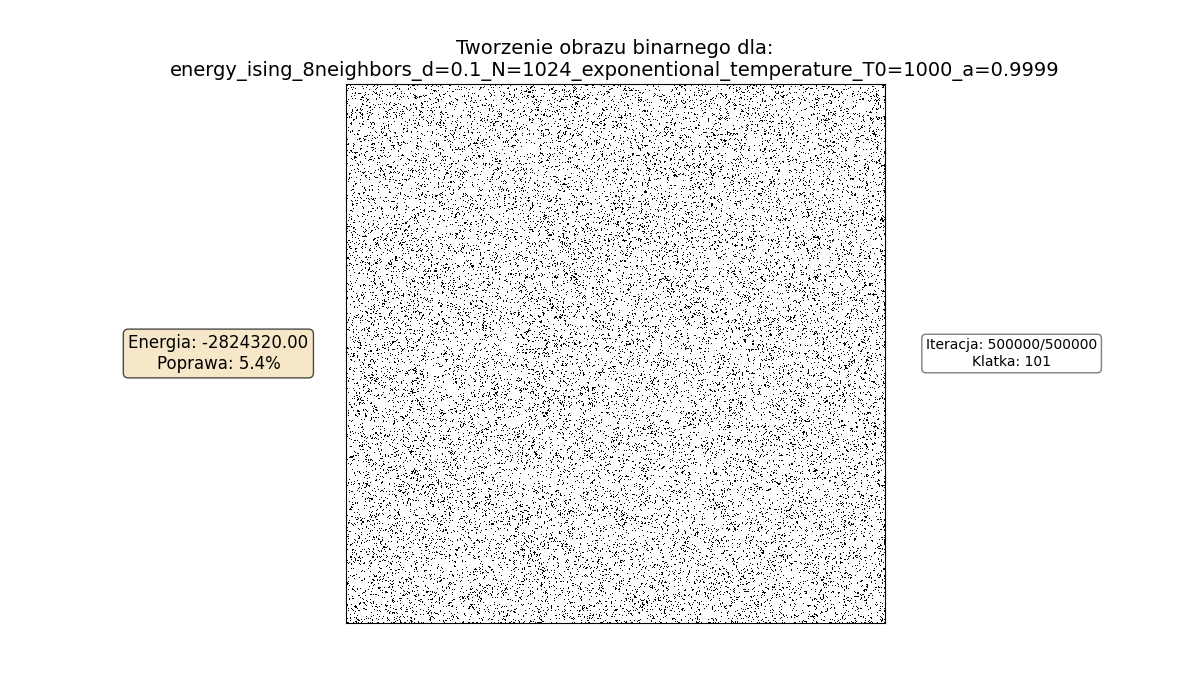 Tworzenie obrazu binarnego dla:
energy_ising_8neighbors_d=0.1_N=1024_exponentional_temperature_T0=1000_a=0.9999
Energia: -2824320.00
Poprawa: 5.4%
Iteracja: 500000/500000
Klatka: 101